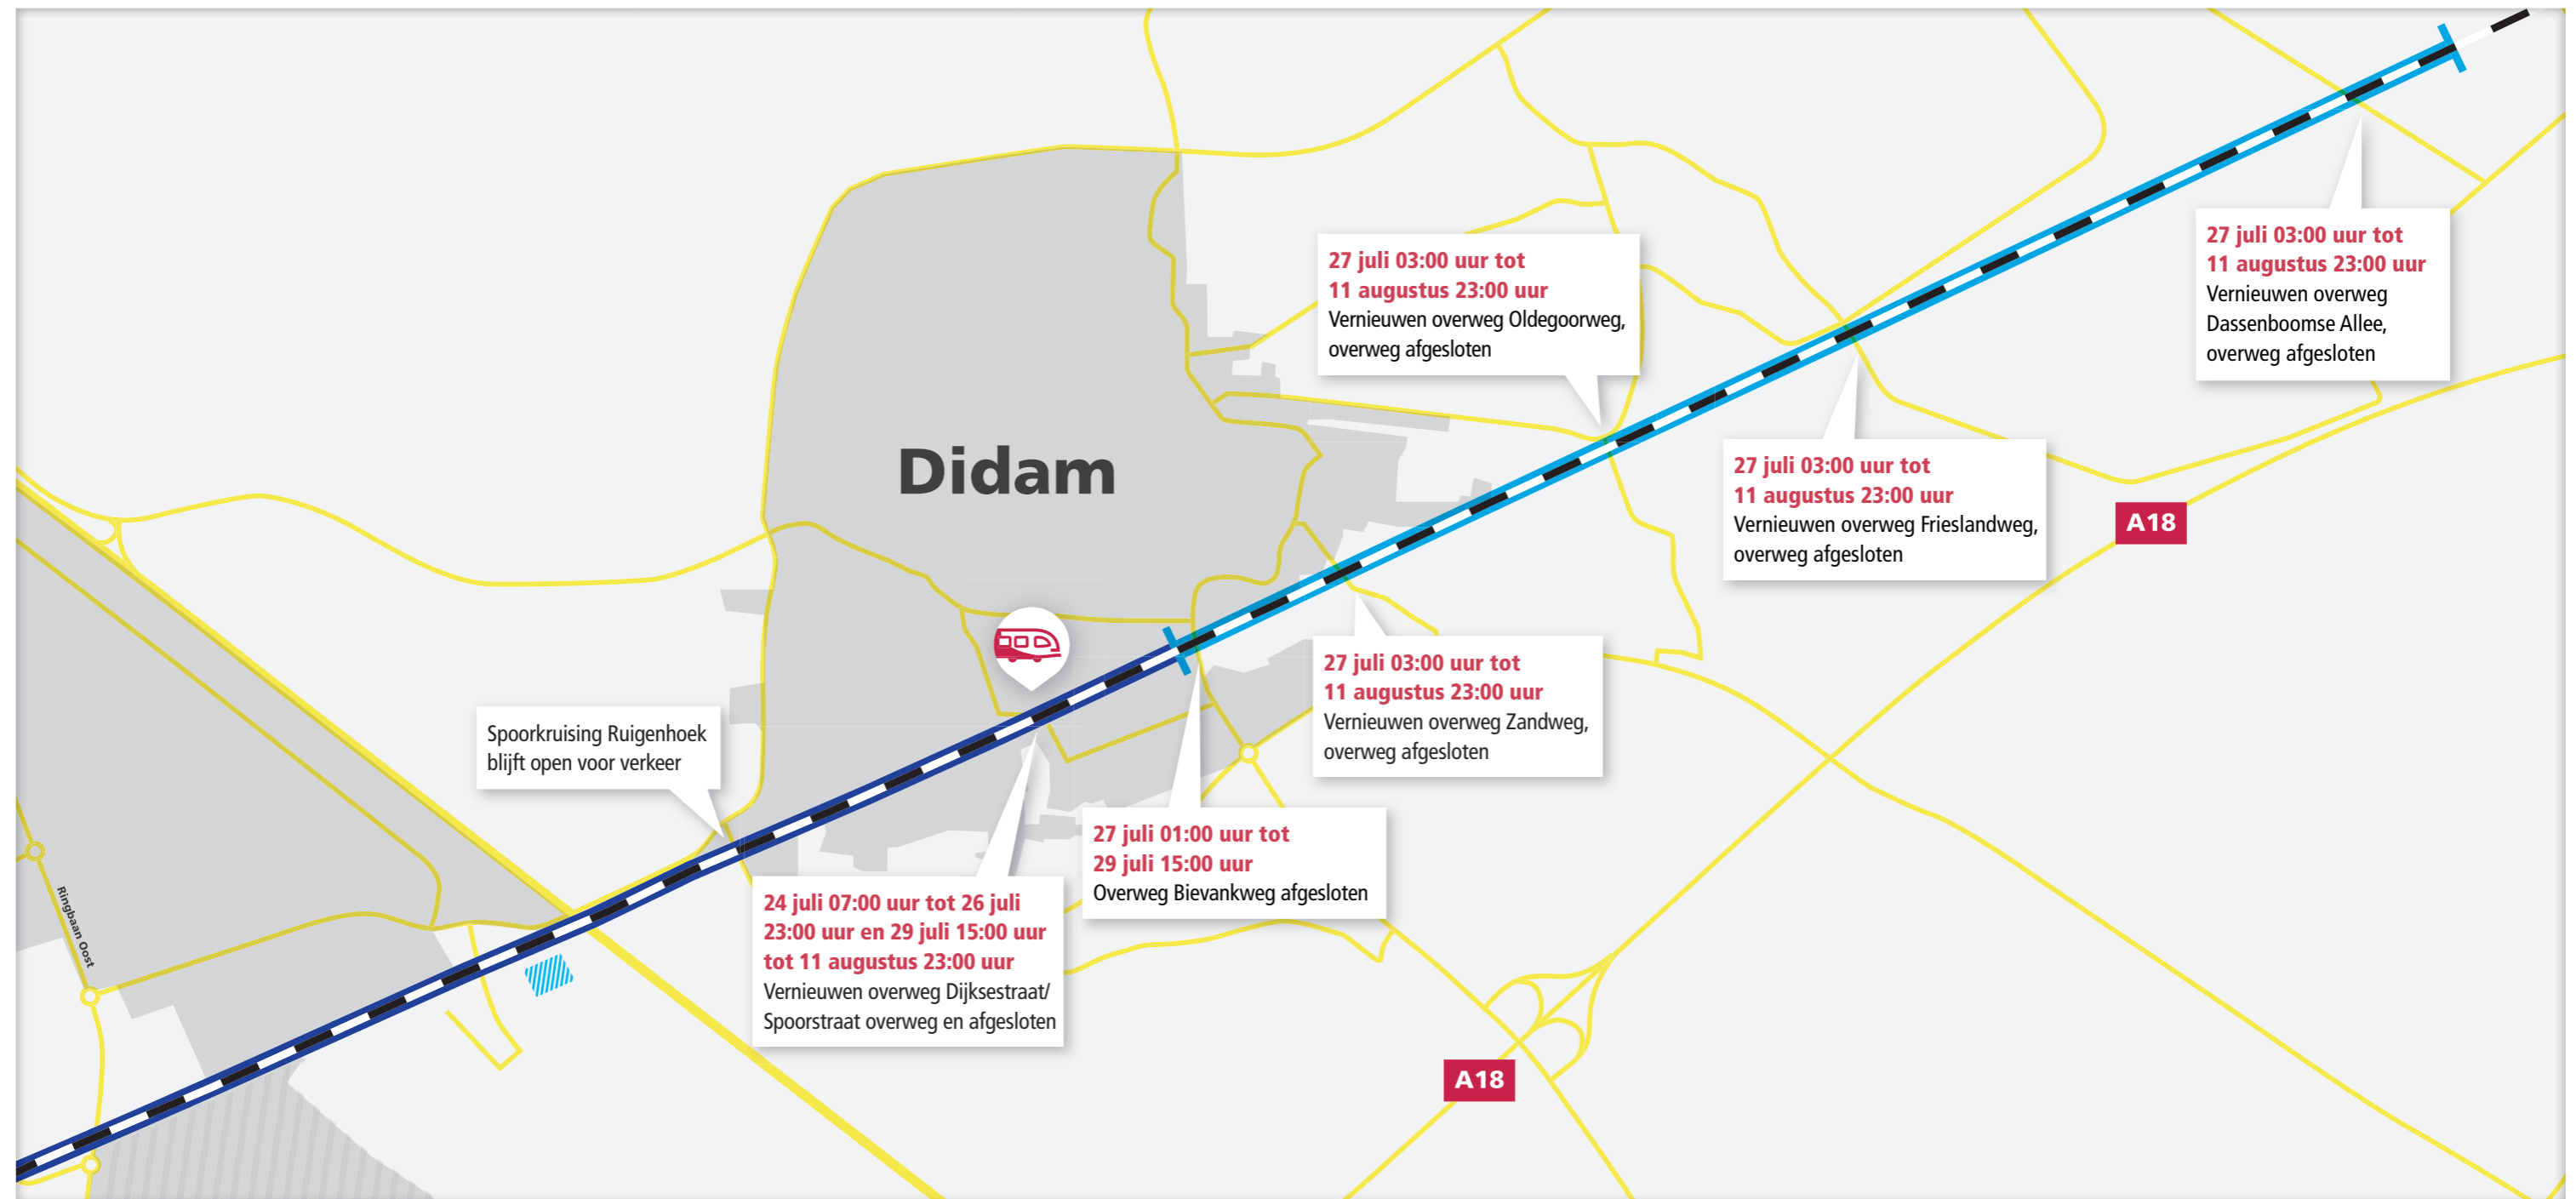 27 juli 03:00 uur tot
11 augustus 23:00 uur
Vernieuwen overweg
Dassenboomse Allee,
overweg afgesloten
27 juli 03:00 uur tot
11 augustus 23:00 uur
Vernieuwen overweg Oldegoorweg,
overweg afgesloten
Didam
27 juli 03:00 uur tot
11 augustus 23:00 uur
Vernieuwen overweg Frieslandweg,
overweg afgesloten
A18
27 juli 03:00 uur tot
11 augustus 23:00 uur
Vernieuwen overweg Zandweg,
overweg afgesloten
Spoorkruising Ruigenhoek
blijft open voor verkeer
27 juli 01:00 uur tot
29 juli 15:00 uur
Overweg Bievankweg afgesloten
24 juli 07:00 uur tot 26 juli
23:00 uur en 29 juli 15:00 uur
tot 11 augustus 23:00 uur
Vernieuwen overweg Dijksestraat/
Spoorstraat overweg en afgesloten
Ringbaan Oost
A18